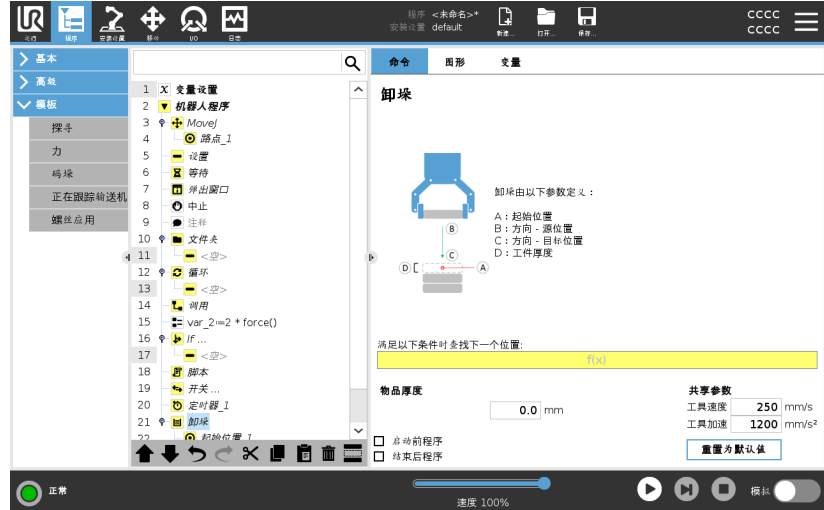 UR
运行
程序
安装设置
移动
I/O
日志
程序 <未命名>*
安装设置 default
新建...
打开...
保存...
cccc
cccc
基本
高级
模板
探寻
力
码垛
正在跟踪输送机
螺丝应用
1 X 变量设置
2 机器人程序
3 MoveJ
4 路点_1
5 设置
6 等待
7 弹出窗口
8 中止
9 注释
10 文件夹
11 <空>
12 循环
13 <空>
14 调用
15 var_2:=2 * force()
16 If ...
17 <空>
18 脚本
19 开关 ...
20 定时器_1
21 卸垛
22 起始位置_1
命令 图形 变量
卸垛
B
C
D
A
卸垛由以下参数定义：
A：起始位置
B：方向 - 源位置
C：方向 - 目标位置
D：工件厚度
满足以下条件时查找下一个位置:
f(x)
物品厚度
0.0 mm
共享参数
工具速度 250 mm/s
工具加速 1200 mm/s²
启动前程序
结束后程序
重置为默认值
正常
速度 100%
模拟